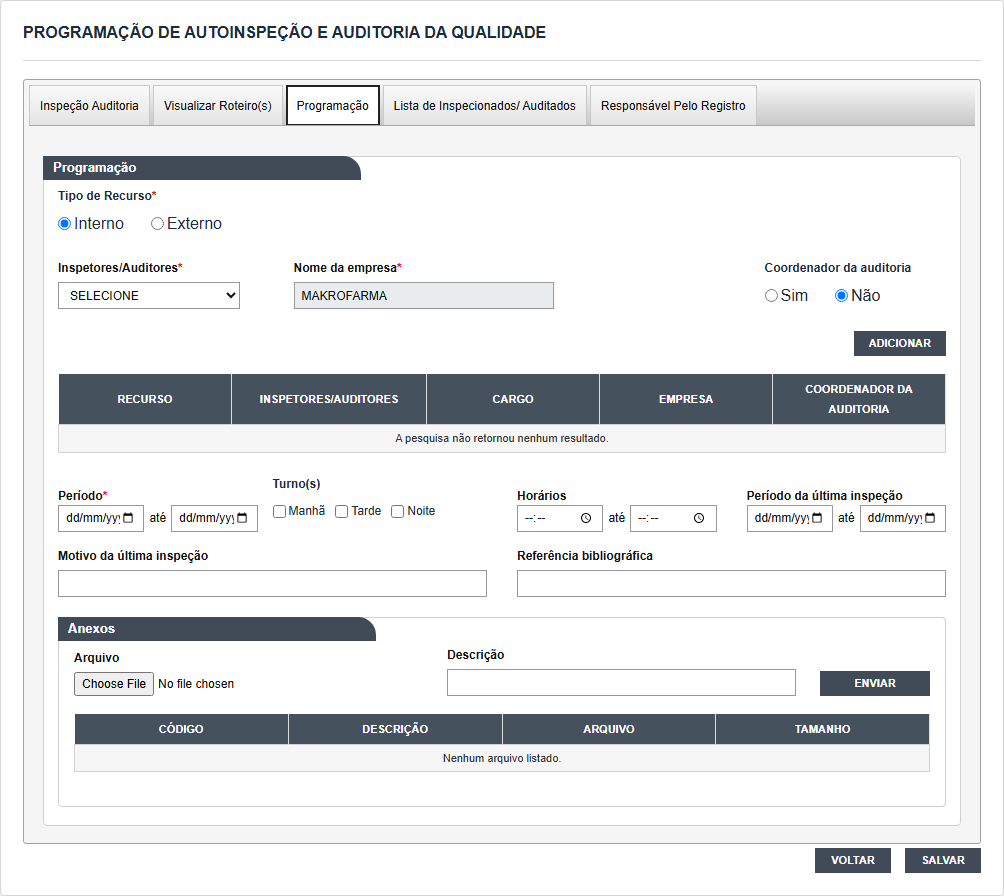 PROGRAMAÇÃO DE AUTOINSPEÇÃO E AUDITORIA DA QUALIDADE
Inspeção Auditoria Visualizar Roteiro(s) Programação Lista de Inspecionados/ Auditados Responsável Pelo Registro
Programação
Tipo de Recurso*
Interno Externo
Inspetores/Auditores* Nome da empresa* Coordenador da auditoria
SELECIONE MAKROFARMA Sim Não
ADICIONAR
RECURSO INSPETORES/AUDITORES CARGO EMPRESA COORDENADOR DA AUDITORIA
A pesquisa não retornou nenhum resultado.
Período* Turno(s) Horários Período da última inspeção
dd/mm/yyy até dd/mm/yyy Manhã Tarde Noite --:-- até --:-- dd/mm/yyy até dd/mm/yyy
Motivo da última inspeção Referência bibliográfica
Anexos
Arquivo Descrição
Choose File No file chosen ENVIAR
CÓDIGO DESCRIÇÃO ARQUIVO TAMANHO
Nenhum arquivo listado.
VOLTAR SALVAR